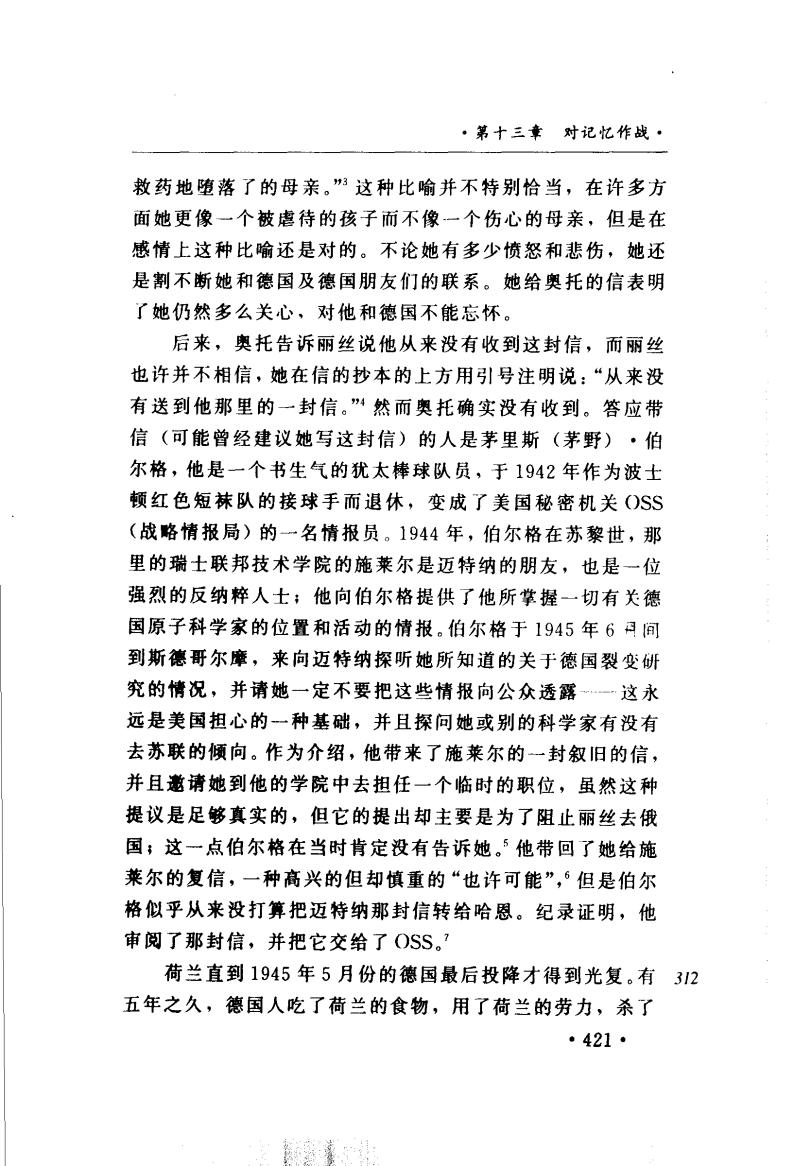 ·第十三章 对记忆作战·
救药地堕落了的母亲。”³ 这种比喻并不特别恰当，在许多方
面她更像一个被虐待的孩子而不像一个伤心的母亲，但是在
感情上这种比喻还是对的。不论她有多少愤怒和悲伤，她还
是割不断她和德国及德国朋友们的联系。她给奥托的信表明
了她仍然多么关心，对他和德国不能忘怀。
后来，奥托告诉丽丝说他从来没有收到这封信，而丽丝
也许并不相信，她在信的抄本的上方用引号注明说：“从来没
有送到他那里的一封信。”⁴ 然而奥托确实没有收到。答应带
信（可能曾经建议她写这封信）的人是茅里斯（茅野）·伯
尔格，他是一个书生气的犹太棒球队员，于 1942 年作为波士
顿红色短袜队的接球手而退休，变成了美国秘密机关 OSS
（战略情报局）的一名情报员。1944 年，伯尔格在苏黎世，那
里的瑞士联邦技术学院的施莱尔是迈特纳的朋友，也是一位
强烈的反纳粹人士；他向伯尔格提供了他所掌握一切有关德
国原子科学家的位置和活动的情报。伯尔格于 1945 年 6 月间
到斯德哥尔摩，来向迈特纳探听她所知道的关于德国裂变研
究的情况，并请她一定不要把这些情报向公众透露——这永
远是美国担心的一种基础，并且探问她或别的科学家有没有
去苏联的倾向。作为介绍，他带来了施莱尔的一封叙旧的信，
并且邀请她到他的学院中去担任一个临时的职位，虽然这种
提议是足够真实的，但它的提出却主要是为了阻止丽丝去俄
国；这一点伯尔格在当时肯定没有告诉她。⁵ 他带回了她给施
莱尔的复信，一种高兴的但却慎重的“也许可能”，⁶ 但是伯尔
格似乎从来没打算把迈特纳那封信转给哈恩。纪录证明，他
审阅了那封信，并把它交给了 OSS。⁷
荷兰直到 1945 年 5 月份的德国最后投降才得到光复。有 312
五年之久，德国人吃了荷兰的食物，用了荷兰的劳力，杀了
·421·